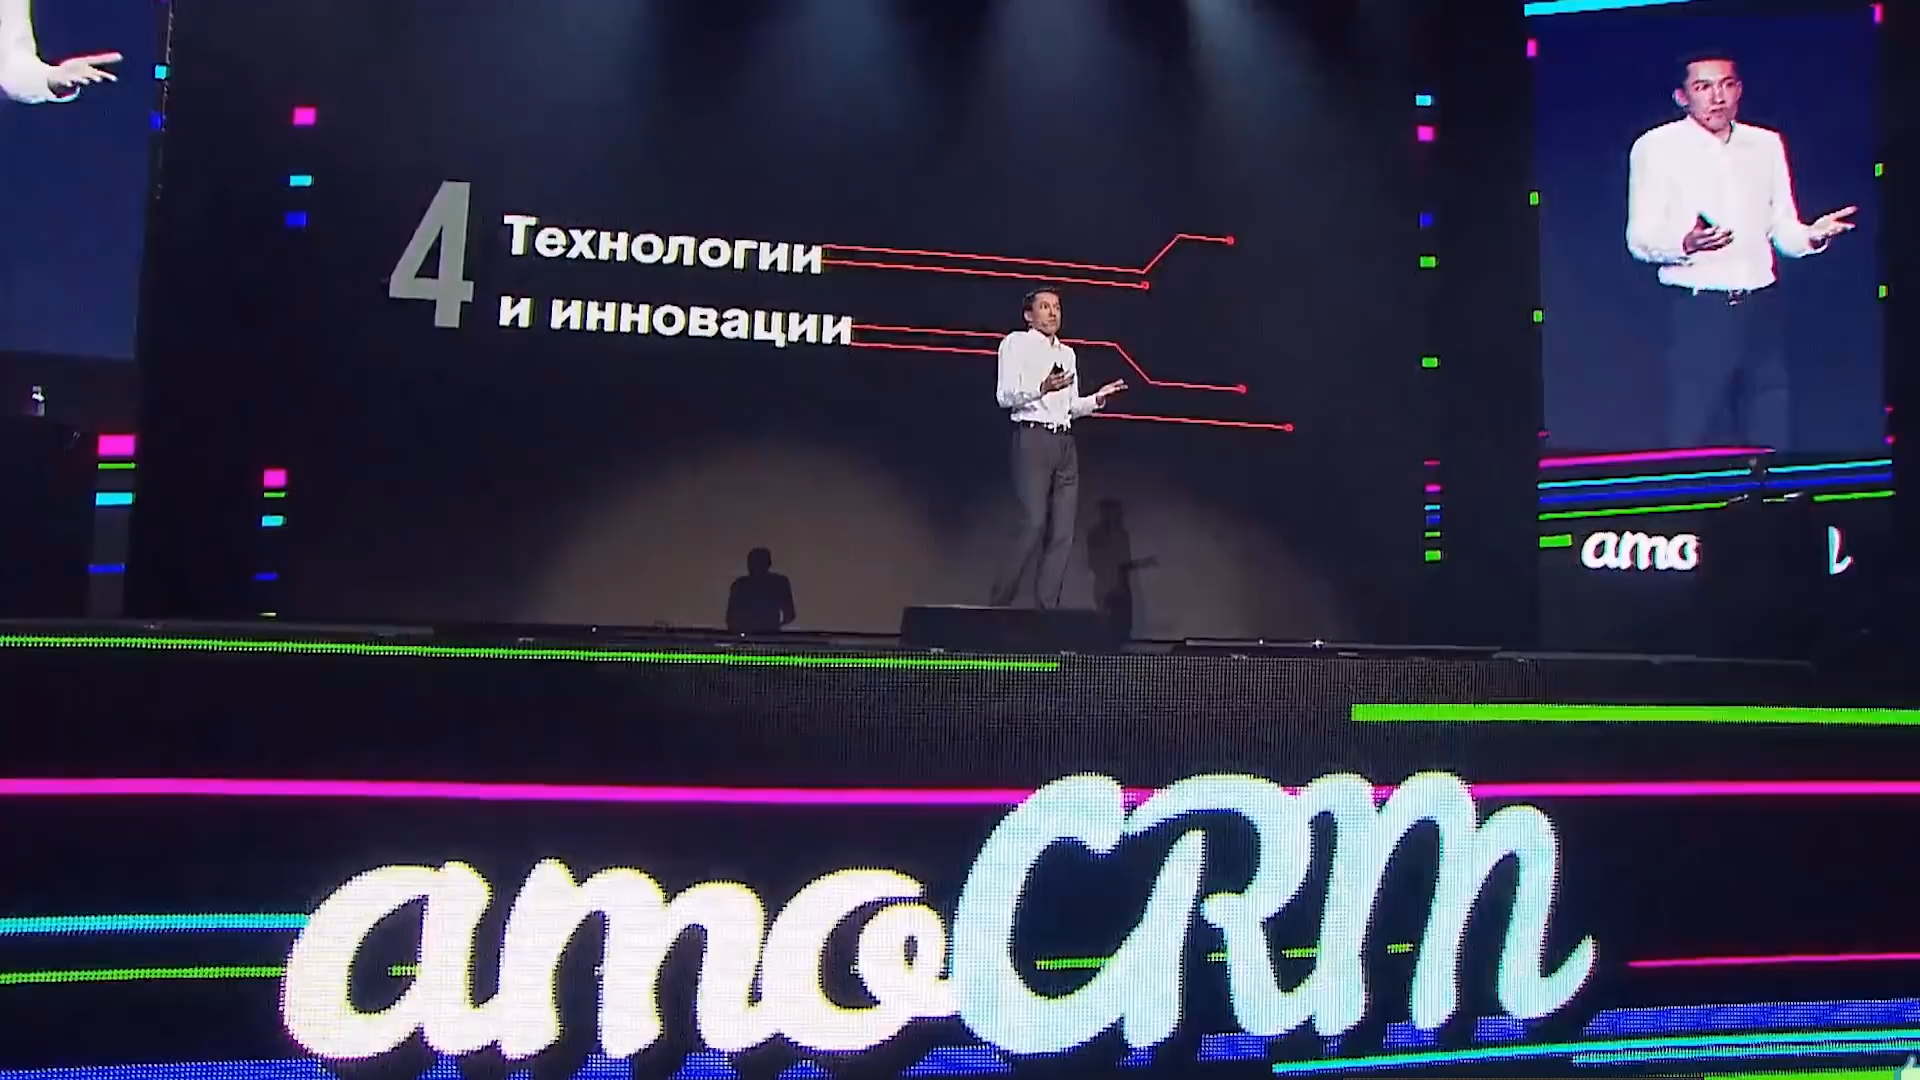 4 Технологии
и инновации
amo
amoCRM